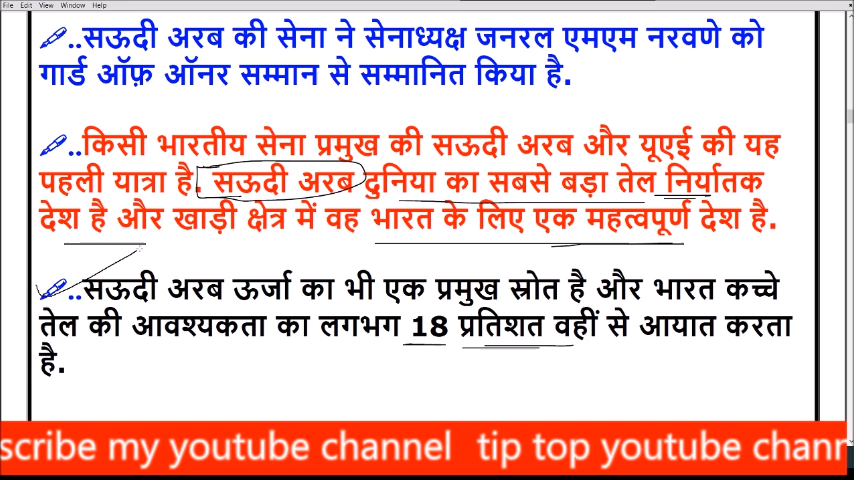 File Edit View Window Help
..सऊदी अरब की सेना ने सेनाध्यक्ष जनरल एमएम नरवणे को
गार्ड ऑफ़ ऑनर सम्मान से सम्मानित किया है.
..किसी भारतीय सेना प्रमुख की सऊदी अरब और यूएई की यह
पहली यात्रा है. सऊदी अरब दुनिया का सबसे बड़ा तेल निर्यातक
देश है और खाड़ी क्षेत्र में वह भारत के लिए एक महत्वपूर्ण देश है.
..सऊदी अरब ऊर्जा का भी एक प्रमुख स्रोत है और भारत कच्चे
तेल की आवश्यकता का लगभग 18 प्रतिशत वहीं से आयात करता
है.
scribe my youtube channel tip top youtube chann